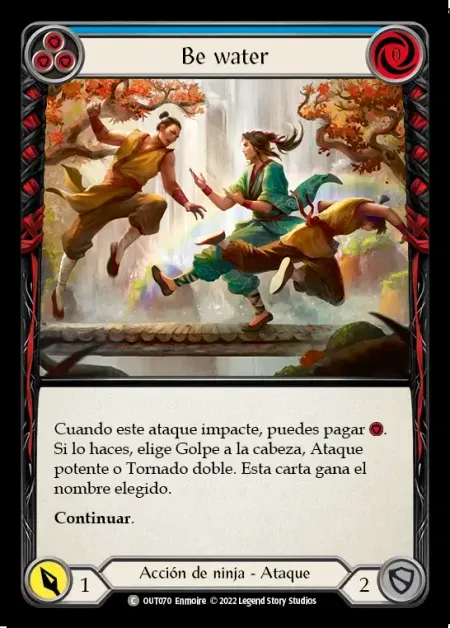 Be water
0
Cuando este ataque impacte, puedes pagar .
Si lo haces, elige Golpe a la cabeza, Ataque
potente o Tornado doble. Esta carta gana el
nombre elegido.
Continuar.
1
Acción de ninja - Ataque
2
C OUT070 Enmoire © 2022 Legend Story Studios